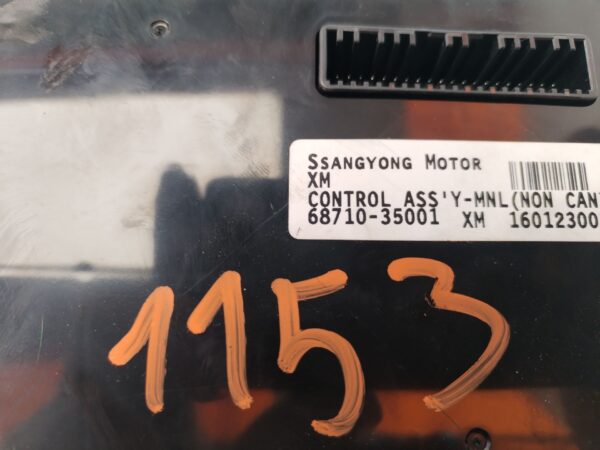 SSANGYONG MOTOR
XM
CONTROL ASS'Y-MNL(NON CAN
68710-35001 XM 16012300
1153